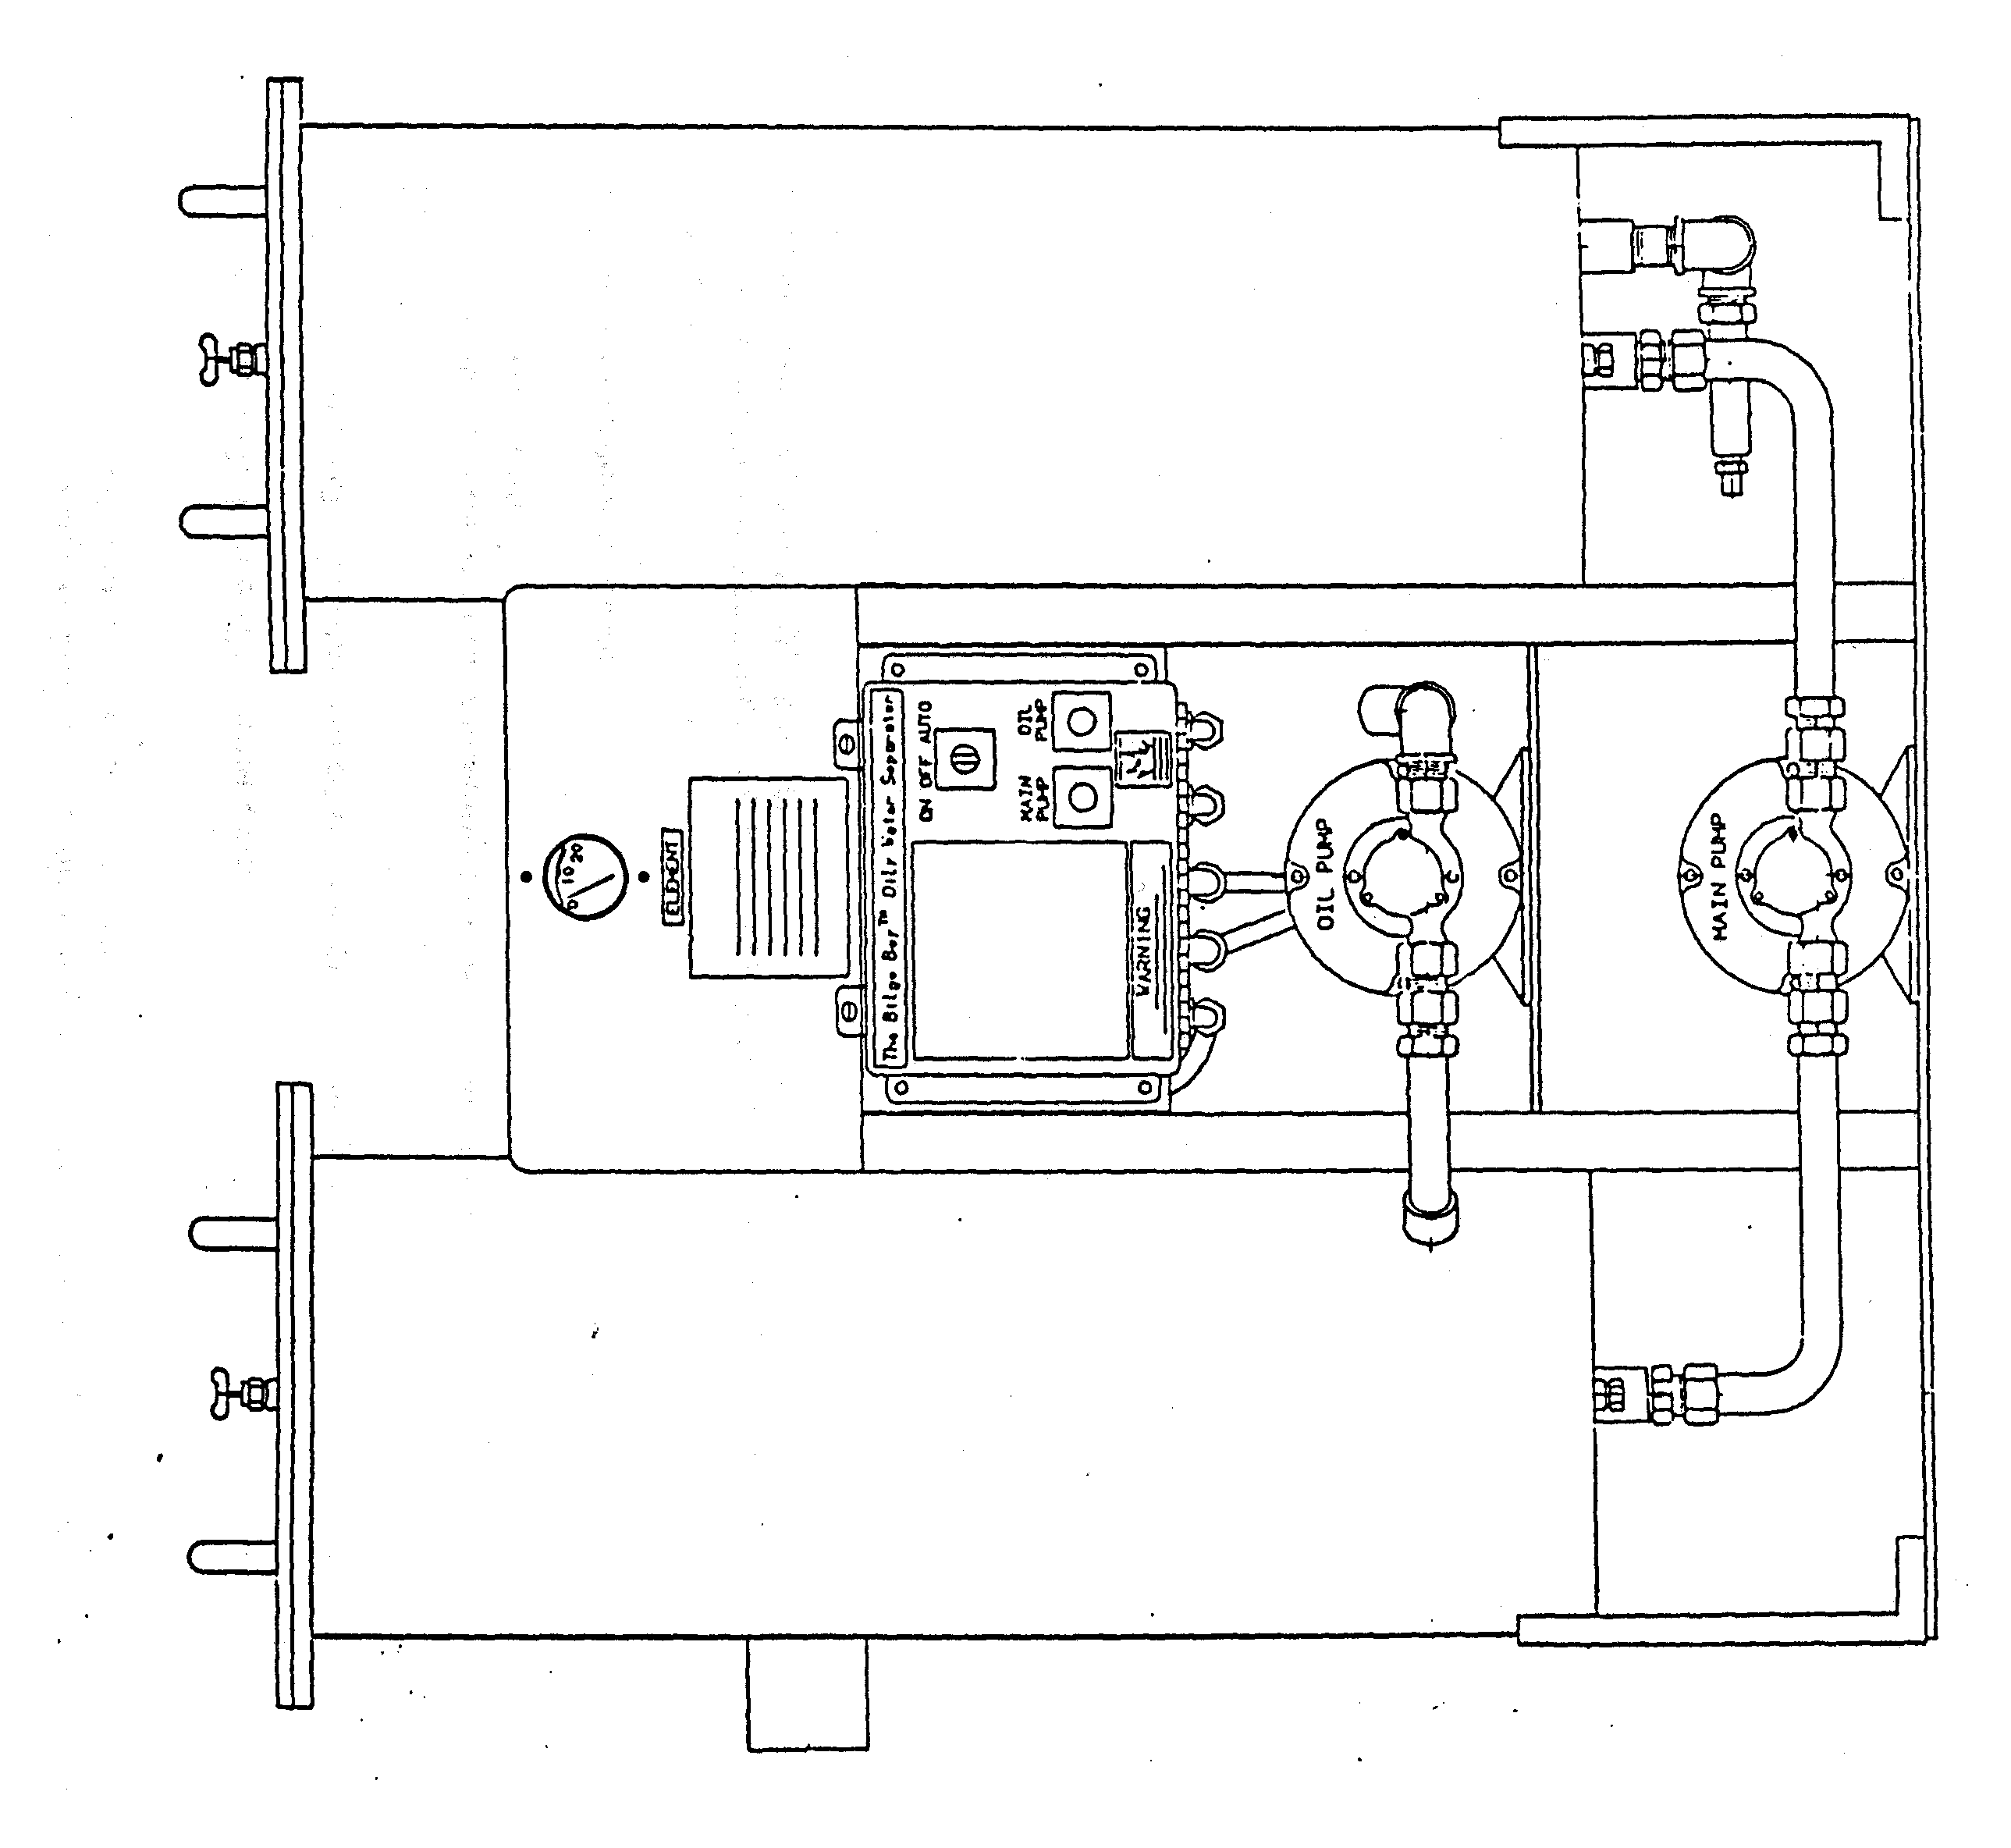 0 10 20
ELEMENT
The Bilge Boy™ Oily Water Separator
ON OFF AUTO
MAIN
PUMP
OIL
PUMP
WARNING
OIL PUMP
MAIN PUMP